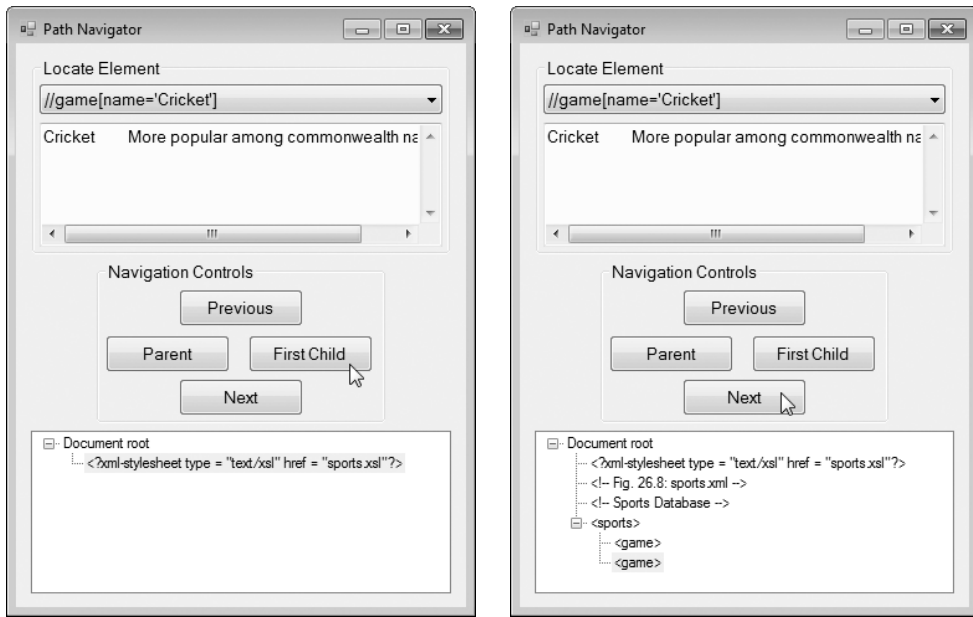 Path Navigator
Locate Element
//game[name='Cricket']
Cricket More popular among commonwealth na
Navigation Controls
Previous
Parent First Child
Next
Document root
<?xml-stylesheet type = "text/xsl" href = "sports.xsl"?>
Path Navigator
Locate Element
//game[name='Cricket']
Cricket More popular among commonwealth na
Navigation Controls
Previous
Parent First Child
Next
Document root
<?xml-stylesheet type = "text/xsl" href = "sports.xsl"?>
<!-- Fig. 26.8: sports.xml -->
<!-- Sports Database -->
<sports>
<game>
<game>